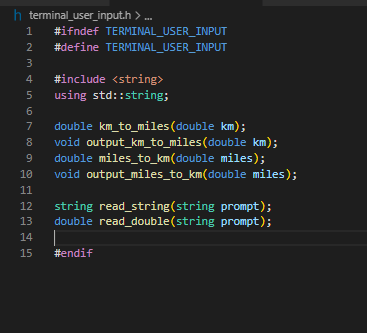 terminal_user_input.h > ...
1 #ifndef TERMINAL_USER_INPUT
2 #define TERMINAL_USER_INPUT
3
4 #include <string>
5 using std::string;
6
7 double km_to_miles(double km);
8 void output_km_to_miles(double km);
9 double miles_to_km(double miles);
10 void output_miles_to_km(double miles);
11
12 string read_string(string prompt);
13 double read_double(string prompt);
14
15 #endif